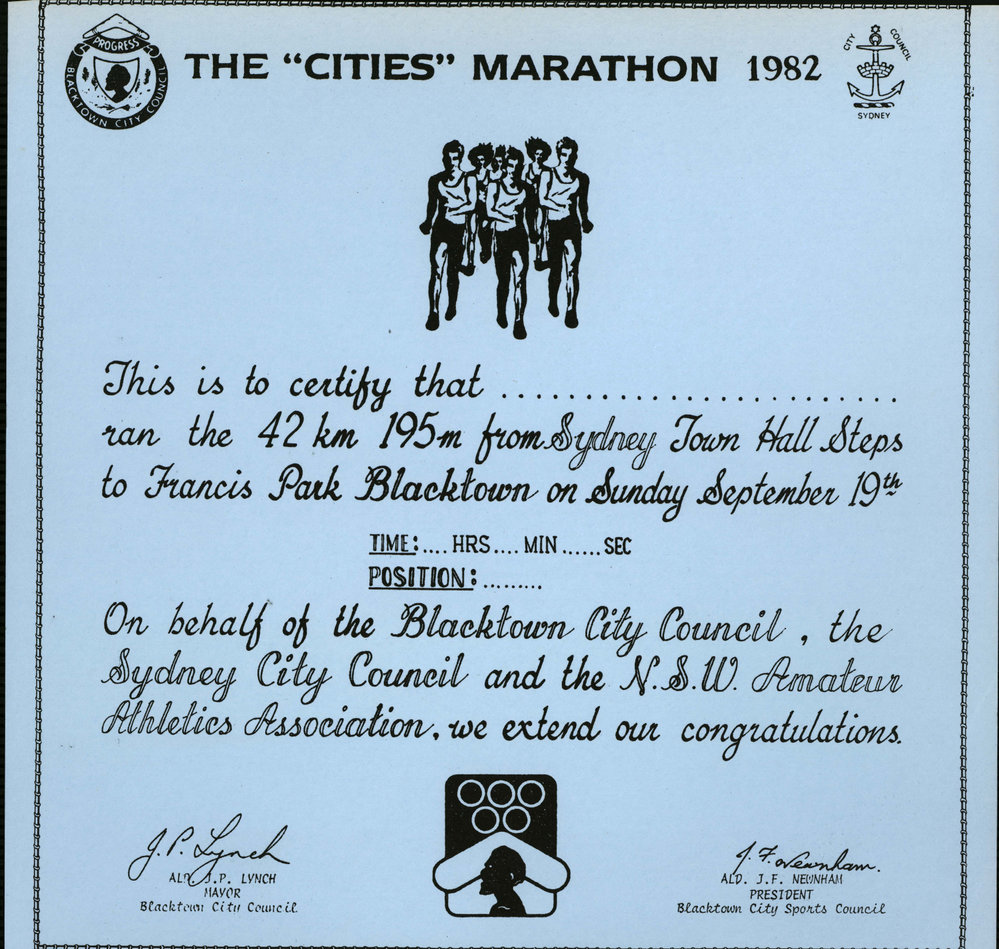 PROGRESS
BLACKTOWN CITY COUNCIL
THE “CITIES” MARATHON 1982
CITY COUNCIL
SYDNEY
This is to certify that ..........................
ran the 42 km 195m from Sydney Town Hall Steps
to Francis Park Blacktown on Sunday September 19th
TIME:.... HRS.... MIN...... SEC
POSITION:.........
On behalf of the Blacktown City Council, the
Sydney City Council and the N.S.W. Amateur
Athletics Association, we extend our congratulations.
J. P. Lynch
ALD. J.P. LYNCH
MAYOR
Blacktown City Council
J. F. Newnham.
ALD. J.F. NEWNHAM
PRESIDENT
Blacktown City Sports Council